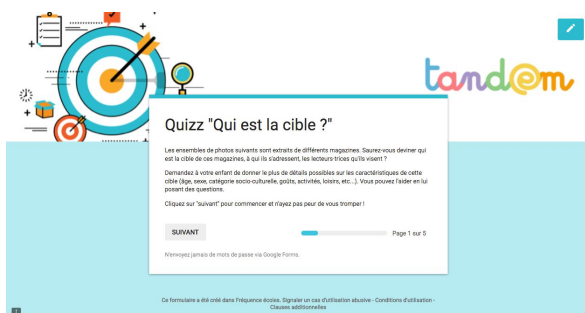 tandem
Quizz "Qui est la cible ?"
Les ensembles de photos suivants sont extraits de différents magazines. Saurez-vous deviner qui
est la cible de ces magazines, à qui ils s'adressent, les lecteurs-trices qu'ils visent ?
Demandez à votre enfant de donner le plus de détails possibles sur les caractéristiques de cette
cible (âge, sexe, catégorie socio-culturelle, goûts, activités, loisirs, etc...). Vous pouvez l'aider en lui
posant des questions.
Cliquez sur "suivant" pour commencer et n'ayez pas peur de vous tromper !
SUIVANT
Page 1 sur 5
N'envoyez jamais de mots de passe via Google Forms.
Ce formulaire a été créé dans Fréquence écoles. Signaler un cas d'utilisation abusive - Conditions d'utilisation -
Clauses additionnelles